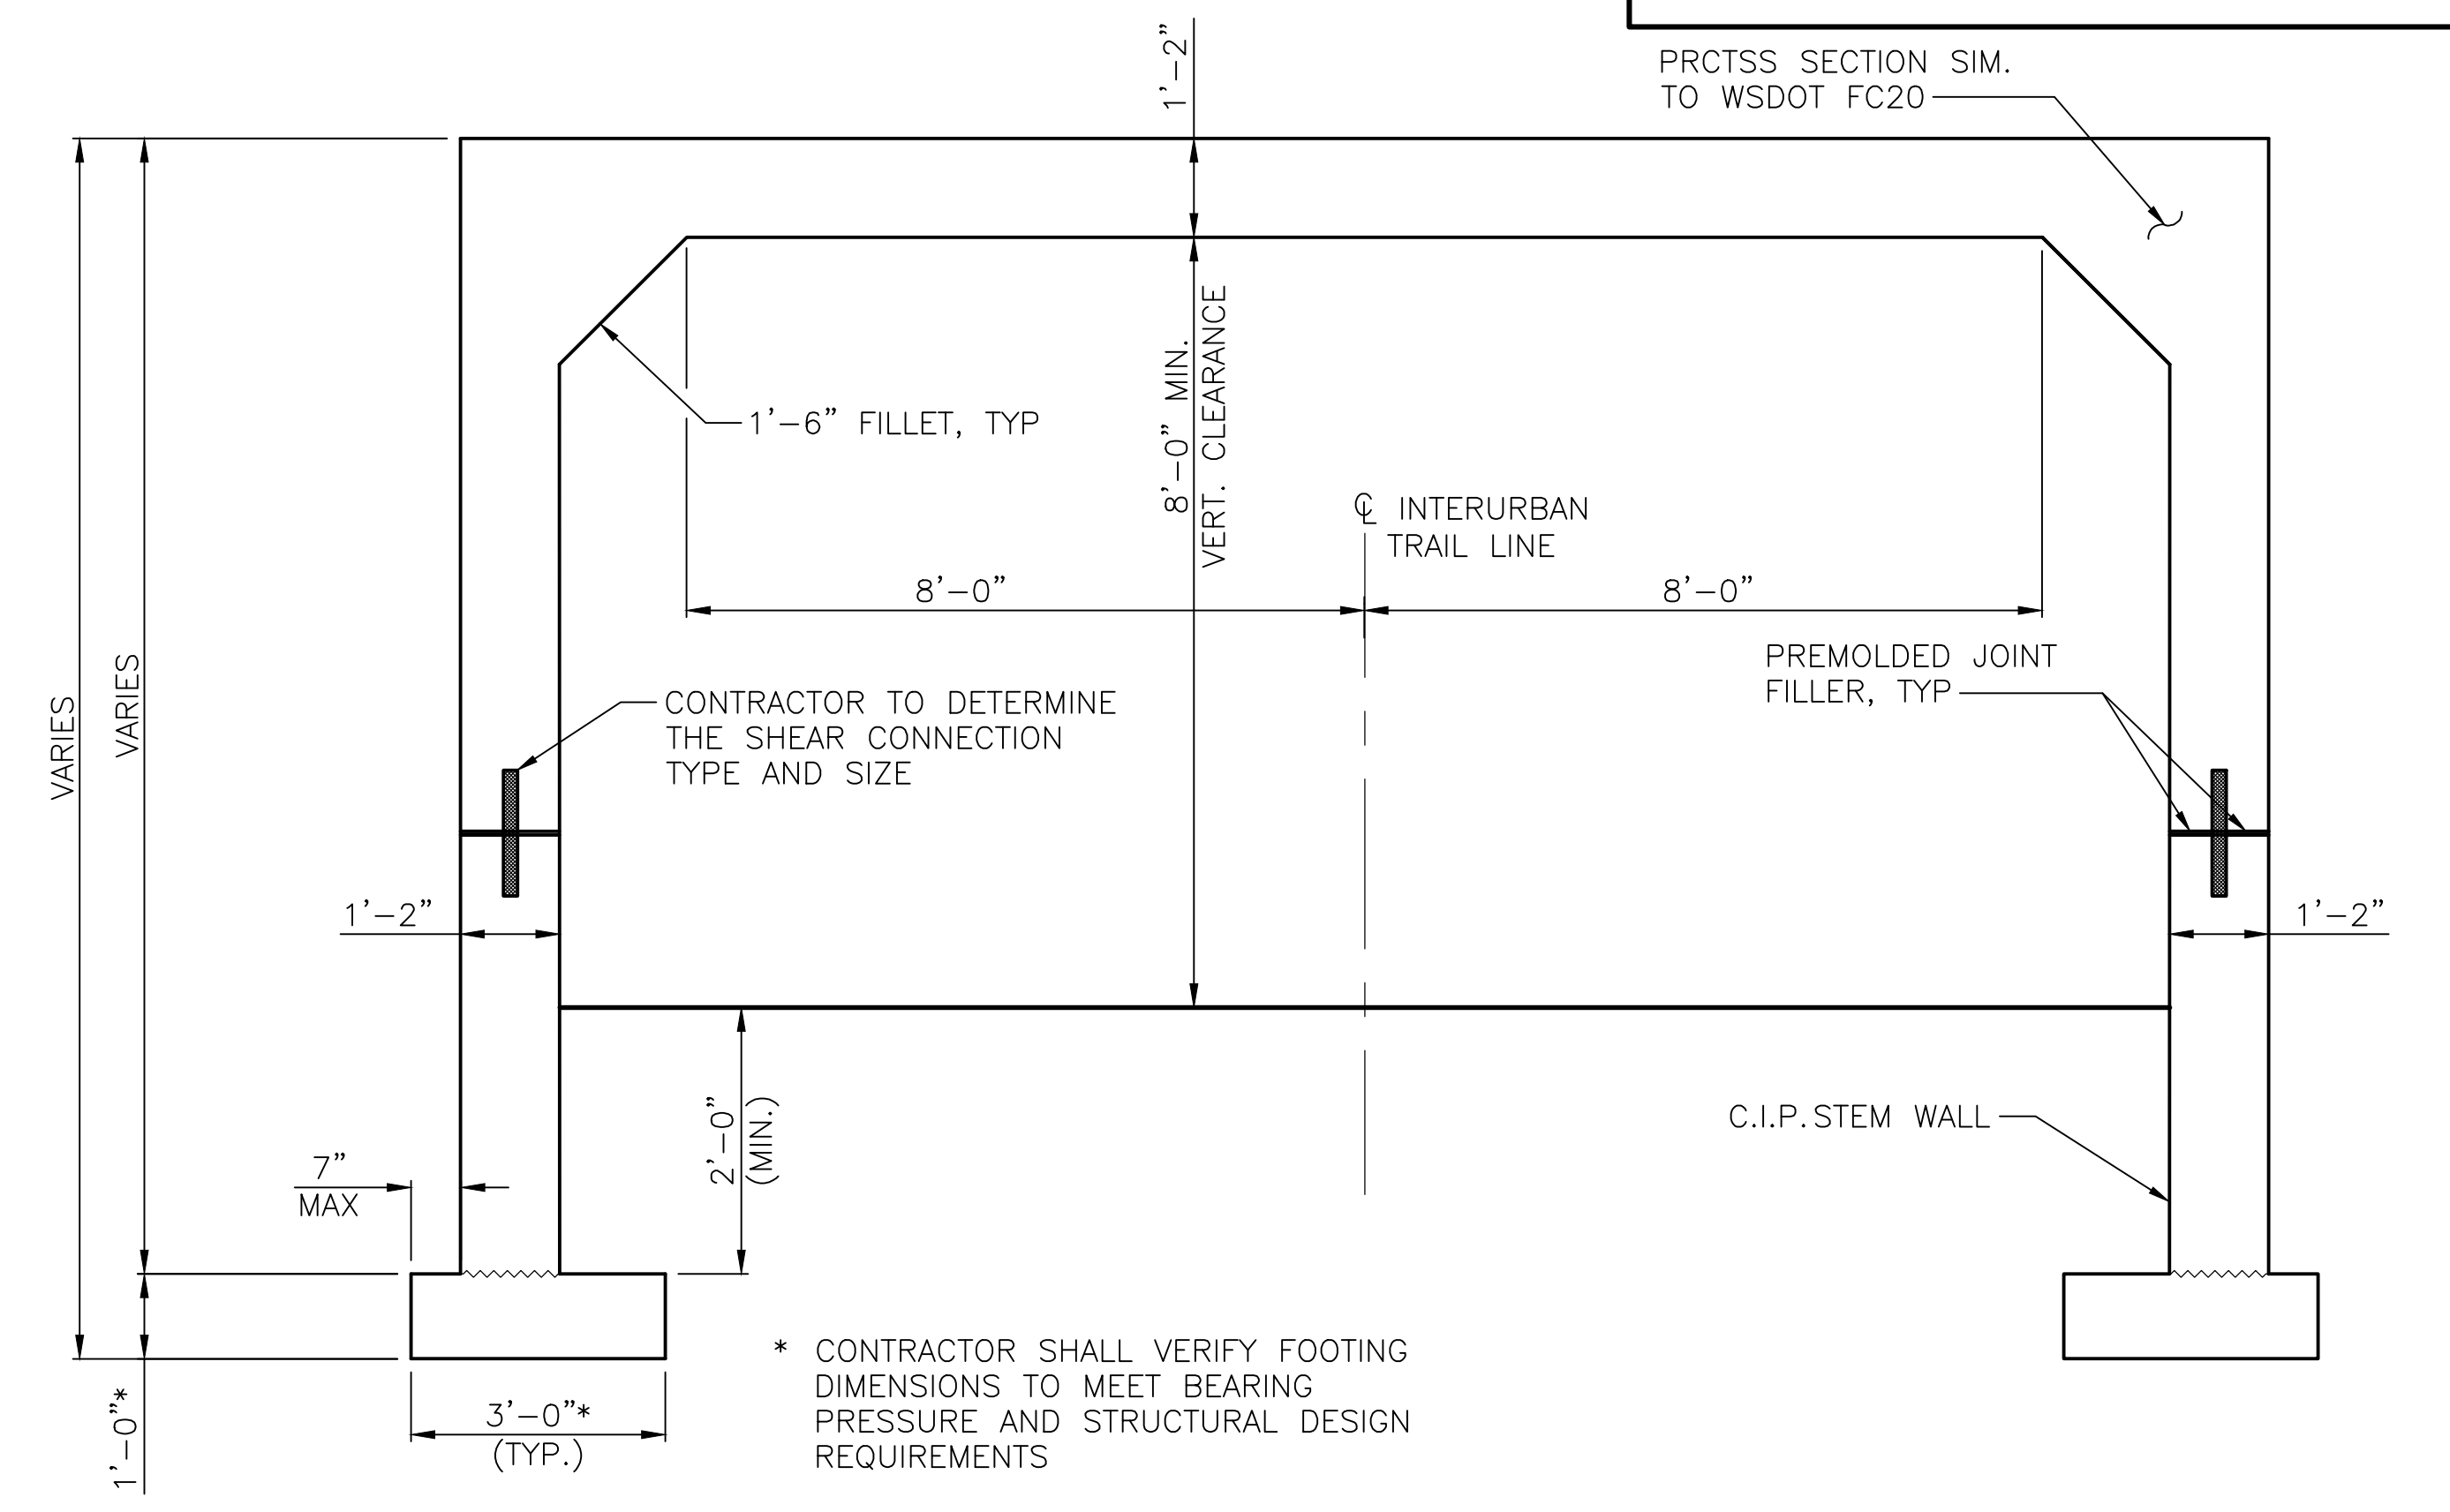 1'-2"
PRCTSS SECTION SIM.
TO WSDOT FC20
1'-6" FILLET, TYP
8'-0" MIN.
VERT. CLEARANCE
℄ INTERURBAN
TRAIL LINE
8'-0"
8'-0"
VARIES
VARIES
PREMOLDED JOINT
FILLER, TYP
CONTRACTOR TO DETERMINE
THE SHEAR CONNECTION
TYPE AND SIZE
1'-2"
1'-2"
2'-0"
(MIN.)
C.I.P. STEM WALL
7"
MAX
* CONTRACTOR SHALL VERIFY FOOTING
DIMENSIONS TO MEET BEARING
PRESSURE AND STRUCTURAL DESIGN
REQUIREMENTS
1'-0"*
3'-0"*
(TYP.)